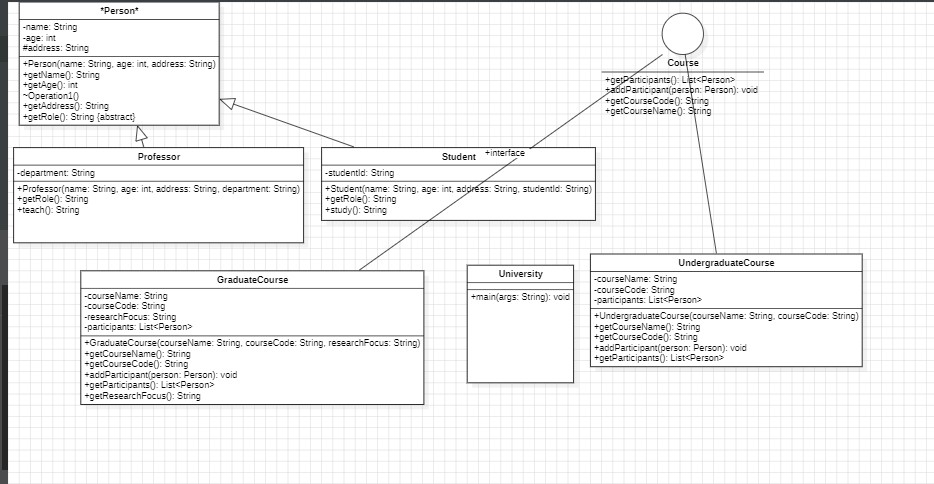 *Person*
-name: String
-age: int
#address: String
+Person(name: String, age: int, address: String)
+getName(): String
+getAge(): int
~Operation1()
+getAddress(): String
+getRole(): String {abstract}
Course
+getParticipants(): List<Person>
+addParticipant(person: Person): void
+getCourseCode(): String
+getCourseName(): String
Professor
-department: String
+Professor(name: String, age: int, address: String, department: String)
+getRole(): String
+teach(): String
Student
+interface
-studentId: String
+Student(name: String, age: int, address: String, studentId: String)
+getRole(): String
+study(): String
GraduateCourse
-courseName: String
-courseCode: String
-researchFocus: String
-participants: List<Person>
+GraduateCourse(courseName: String, courseCode: String, researchFocus: String)
+getCourseName(): String
+getCourseCode(): String
+addParticipant(person: Person): void
+getParticipants(): List<Person>
+getResearchFocus(): String
University
+main(args: String): void
UndergraduateCourse
-courseName: String
-courseCode: String
-participants: List<Person>
+UndergraduateCourse(courseName: String, courseCode: String)
+getCourseName(): String
+getCourseCode(): String
+addParticipant(person: Person): void
+getParticipants(): List<Person>